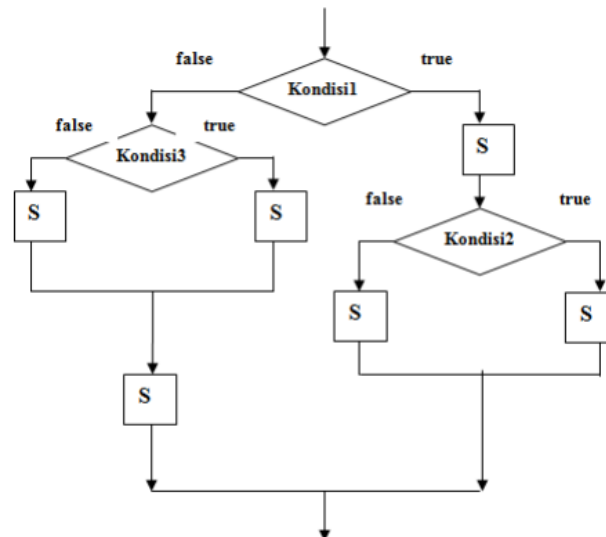 false
true
Kondisi1
false
true
Kondisi3
S
S
S
false
true
Kondisi2
S
S
S